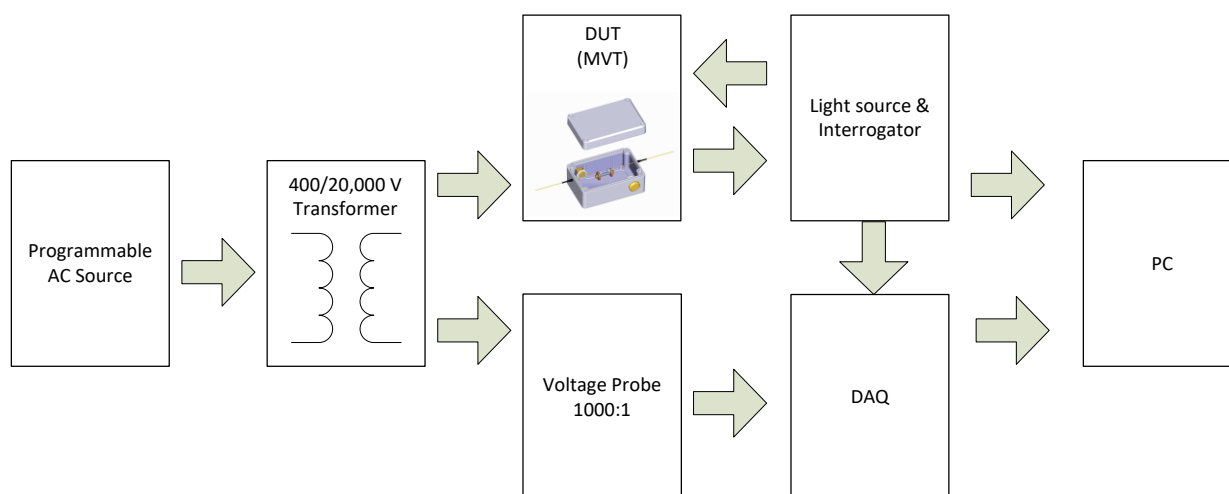 Programmable
AC Source
400/20,000 V
Transformer
DUT
(MVT)
Voltage Probe
1000:1
Light source &
Interrogator
DAQ
PC